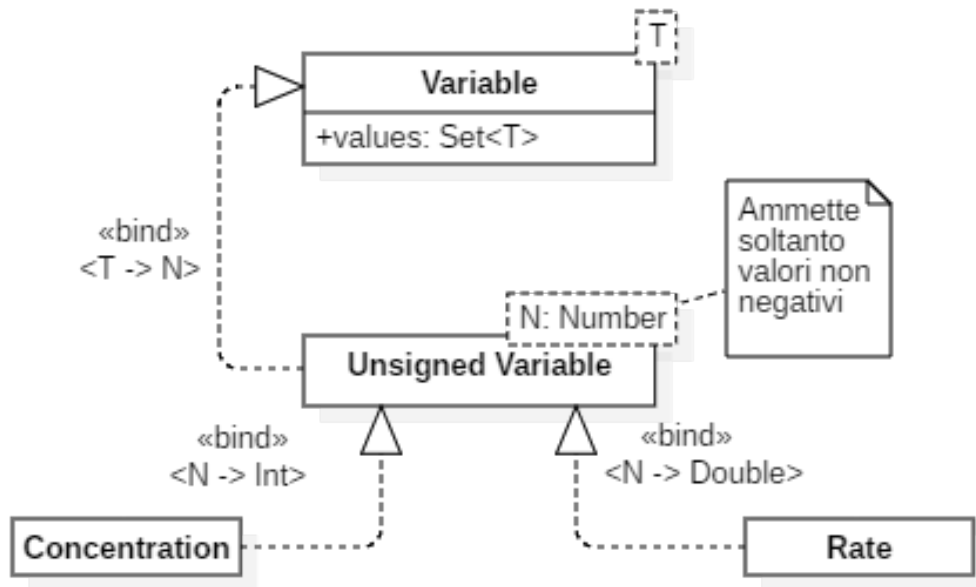 T
Variable
+values: Set<T>
«bind»
<T -> N>
Ammette
soltanto
valori non
negativi
N: Number
Unsigned Variable
«bind»
<N -> Int>
«bind»
<N -> Double>
Concentration
Rate